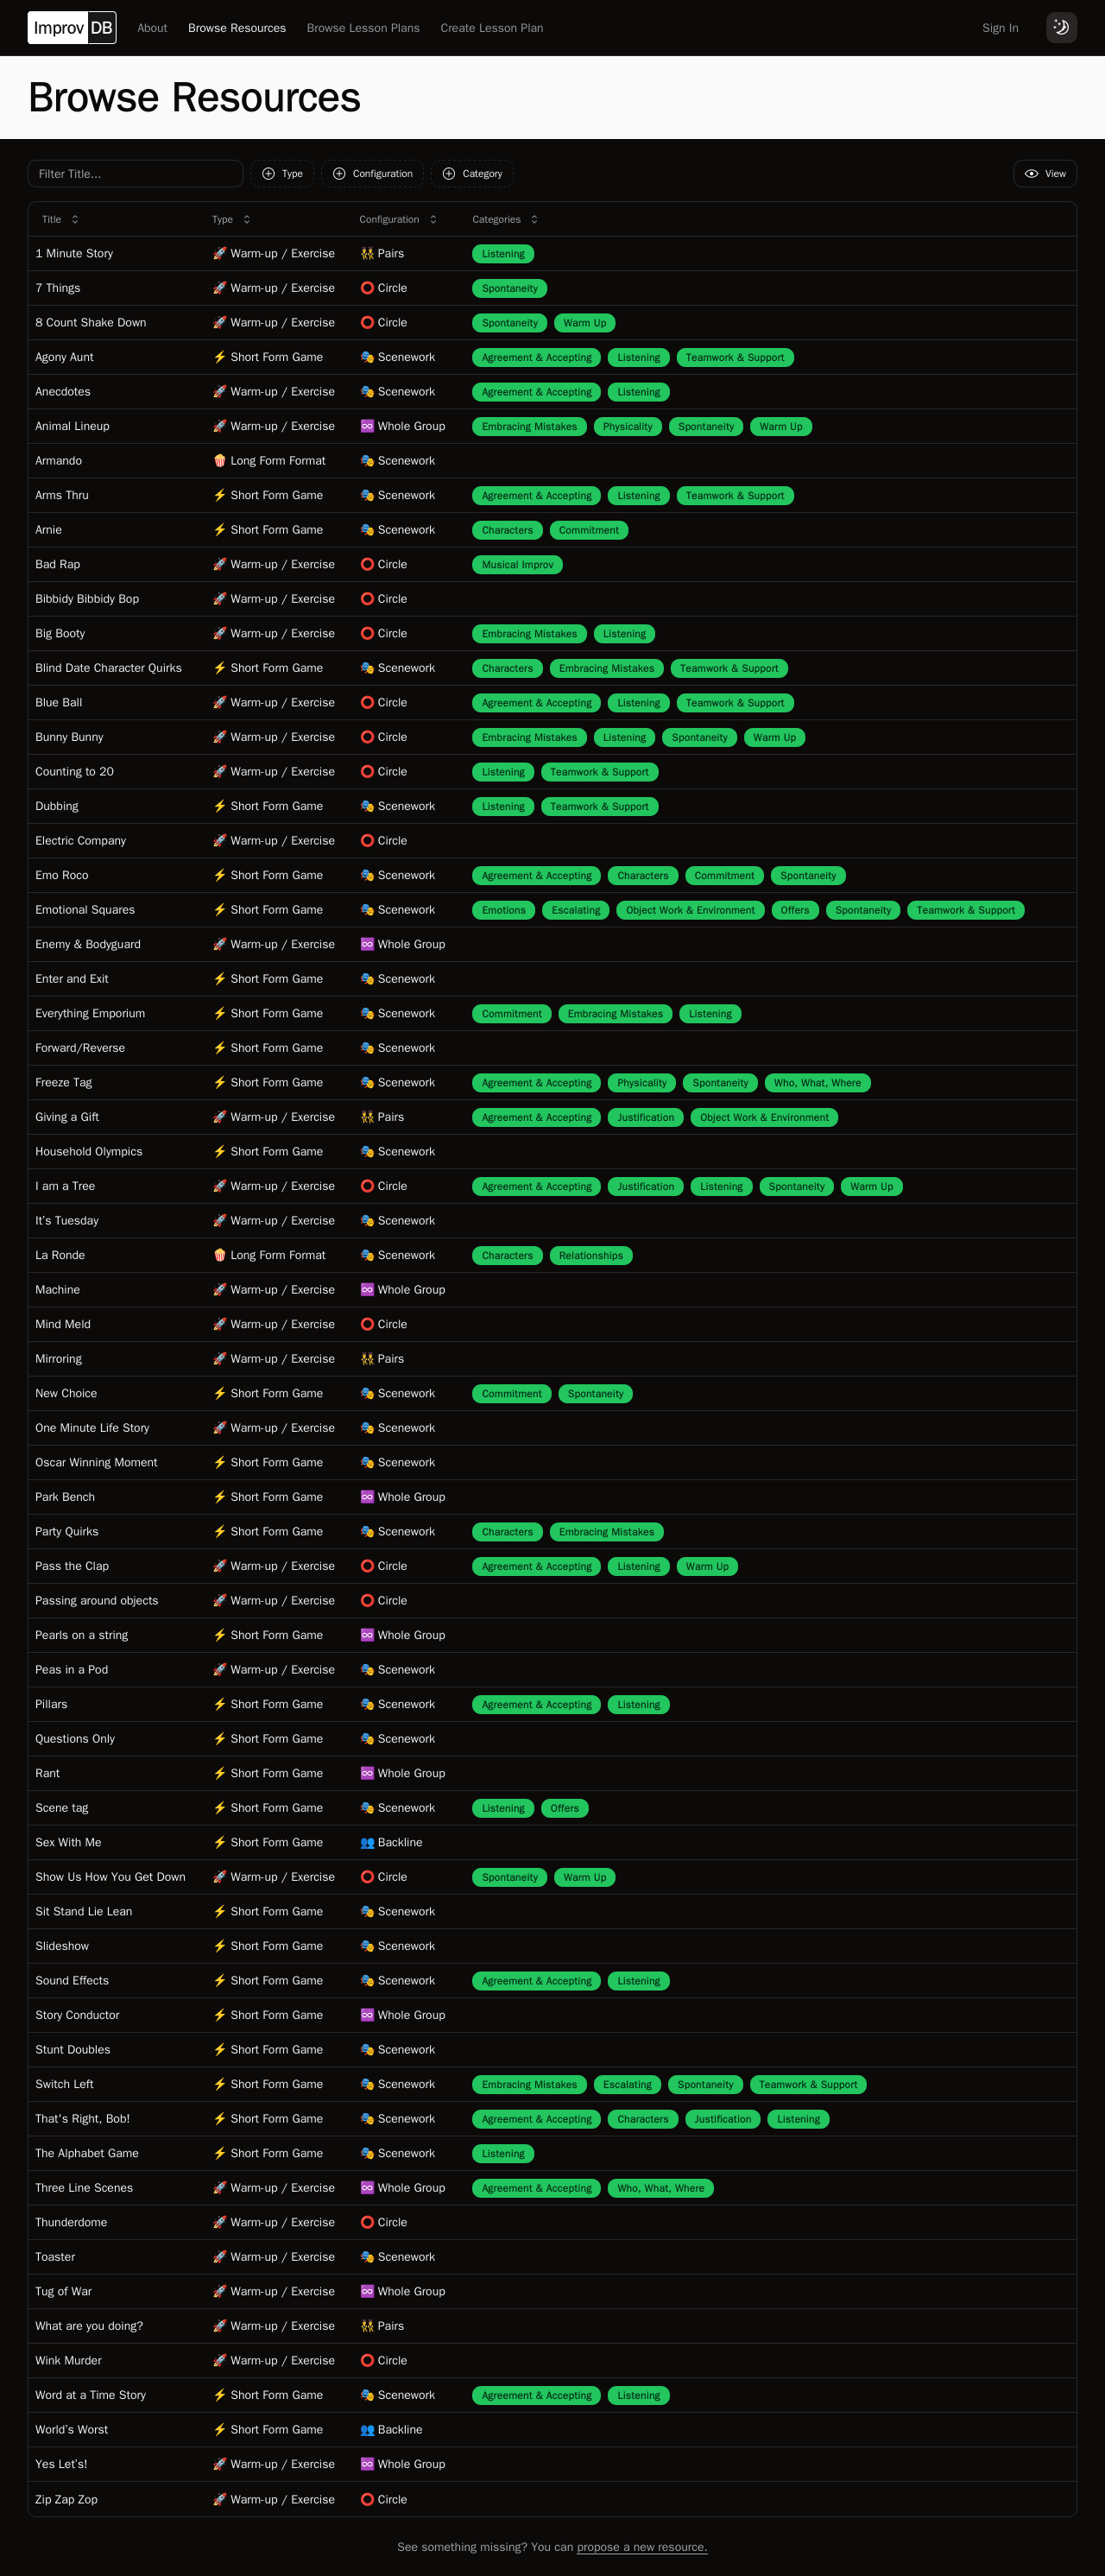 Improv DB About Browse Resources Browse Lesson Plans Create Lesson Plan Sign In
Browse Resources
Filter Title... Type Configuration Category View
Title Type Configuration Categories
1 Minute Story Warm-up / Exercise Pairs Listening
7 Things Warm-up / Exercise Circle Spontaneity
8 Count Shake Down Warm-up / Exercise Circle Spontaneity Warm Up
Agony Aunt Short Form Game Scenework Agreement & Accepting Listening Teamwork & Support
Anecdotes Warm-up / Exercise Scenework Agreement & Accepting Listening
Animal Lineup Warm-up / Exercise Whole Group Embracing Mistakes Physicality Spontaneity Warm Up
Armando Long Form Format Scenework
Arms Thru Short Form Game Scenework Agreement & Accepting Listening Teamwork & Support
Arnie Short Form Game Scenework Characters Commitment
Bad Rap Warm-up / Exercise Circle Musical Improv
Bibbidy Bibbidy Bop Warm-up / Exercise Circle
Big Booty Warm-up / Exercise Circle Embracing Mistakes Listening
Blind Date Character Quirks Short Form Game Scenework Characters Embracing Mistakes Teamwork & Support
Blue Ball Warm-up / Exercise Circle Agreement & Accepting Listening Teamwork & Support
Bunny Bunny Warm-up / Exercise Circle Embracing Mistakes Listening Spontaneity Warm Up
Counting to 20 Warm-up / Exercise Circle Listening Teamwork & Support
Dubbing Short Form Game Scenework Listening Teamwork & Support
Electric Company Warm-up / Exercise Circle
Emo Roco Short Form Game Scenework Agreement & Accepting Characters Commitment Spontaneity
Emotional Squares Short Form Game Scenework Emotions Escalating Object Work & Environment Offers Spontaneity Teamwork & Support
Enemy & Bodyguard Warm-up / Exercise Whole Group
Enter and Exit Short Form Game Scenework
Everything Emporium Short Form Game Scenework Commitment Embracing Mistakes Listening
Forward/Reverse Short Form Game Scenework
Freeze Tag Short Form Game Scenework Agreement & Accepting Physicality Spontaneity Who, What, Where
Giving a Gift Warm-up / Exercise Pairs Agreement & Accepting Justification Object Work & Environment
Household Olympics Short Form Game Scenework
I am a Tree Warm-up / Exercise Circle Agreement & Accepting Justification Listening Spontaneity Warm Up
It's Tuesday Warm-up / Exercise Scenework
La Ronde Long Form Format Scenework Characters Relationships
Machine Warm-up / Exercise Whole Group
Mind Meld Warm-up / Exercise Circle
Mirroring Warm-up / Exercise Pairs
New Choice Short Form Game Scenework Commitment Spontaneity
One Minute Life Story Warm-up / Exercise Scenework
Oscar Winning Moment Short Form Game Scenework
Park Bench Short Form Game Whole Group
Party Quirks Short Form Game Scenework Characters Embracing Mistakes
Pass the Clap Warm-up / Exercise Circle Agreement & Accepting Listening Warm Up
Passing around objects Warm-up / Exercise Circle
Pearls on a string Short Form Game Whole Group
Peas in a Pod Warm-up / Exercise Scenework
Pillars Short Form Game Scenework Agreement & Accepting Listening
Questions Only Short Form Game Scenework
Rant Short Form Game Whole Group
Scene tag Short Form Game Scenework Listening Offers
Sex With Me Short Form Game Backline
Show Us How You Get Down Warm-up / Exercise Circle Spontaneity Warm Up
Sit Stand Lie Lean Short Form Game Scenework
Slideshow Short Form Game Scenework
Sound Effects Short Form Game Scenework Agreement & Accepting Listening
Story Conductor Short Form Game Whole Group
Stunt Doubles Short Form Game Scenework
Switch Left Short Form Game Scenework Embracing Mistakes Escalating Spontaneity Teamwork & Support
That's Right, Bob! Short Form Game Scenework Agreement & Accepting Characters Justification Listening
The Alphabet Game Short Form Game Scenework Listening
Three Line Scenes Warm-up / Exercise Whole Group Agreement & Accepting Who, What, Where
Thunderdome Warm-up / Exercise Circle
Toaster Warm-up / Exercise Scenework
Tug of War Warm-up / Exercise Whole Group
What are you doing? Warm-up / Exercise Pairs
Wink Murder Warm-up / Exercise Circle
Word at a Time Story Short Form Game Scenework Agreement & Accepting Listening
World's Worst Short Form Game Backline
Yes Let's! Warm-up / Exercise Whole Group
Zip Zap Zop Warm-up / Exercise Circle
See something missing? You can propose a new resource.